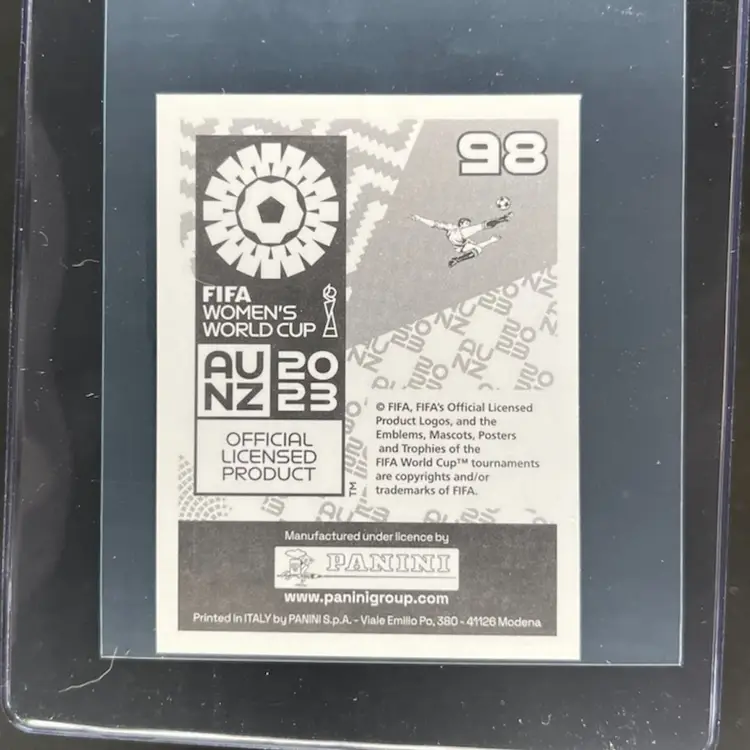 98
FIFA
WOMEN'S
WORLD CUP
AU 20
NZ 23
OFFICIAL
LICENSED
PRODUCT
TM
© FIFA, FIFA's Official Licensed
Product Logos, and the
Emblems, Mascots, Posters
and Trophies of the
FIFA World Cup™ tournaments
are copyrights and/or
trademarks of FIFA.
Manufactured under licence by
PANINI
www.paninigroup.com
Printed in ITALY by PANINI S.p.A. - Viale Emilio Po, 380 - 41126 Modena